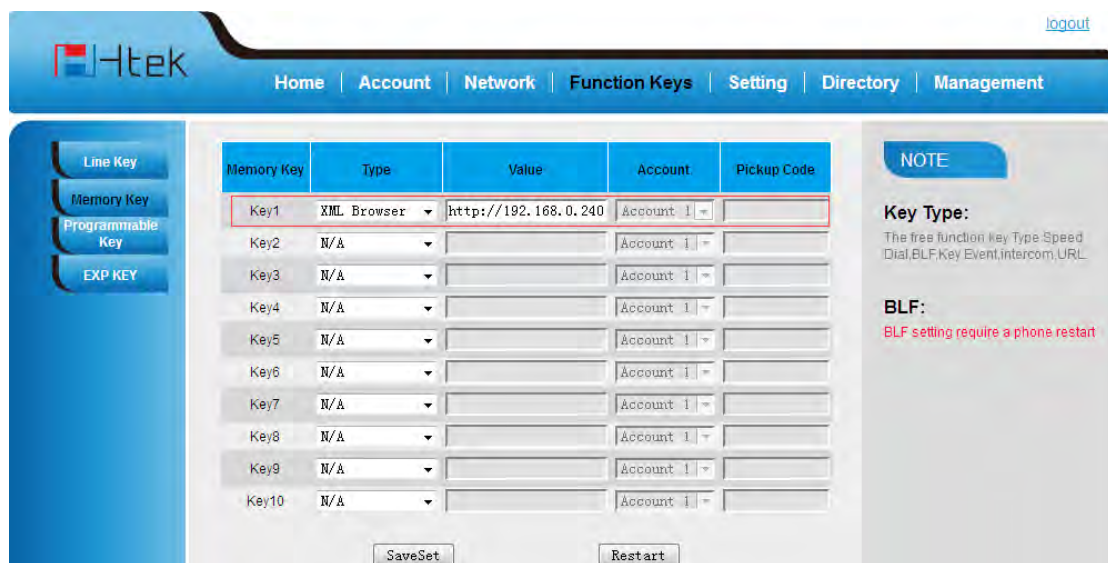 logout
Htek
Home | Account | Network | Function Keys | Setting | Directory | Management
Line Key
Memory Key
Programmable
Key
EXP KEY
Memory Key Type Value Account Pickup Code
Key1 XML Browser http://192.168.0.240 Account 1
Key2 N/A Account 1
Key3 N/A Account 1
Key4 N/A Account 1
Key5 N/A Account 1
Key6 N/A Account 1
Key7 N/A Account 1
Key8 N/A Account 1
Key9 N/A Account 1
Key10 N/A Account 1
SaveSet Restart
NOTE
Key Type:
The free function key Type Speed
Dial,BLF,Key Event,intercom,URL.
BLF:
BLF setting require a phone restart